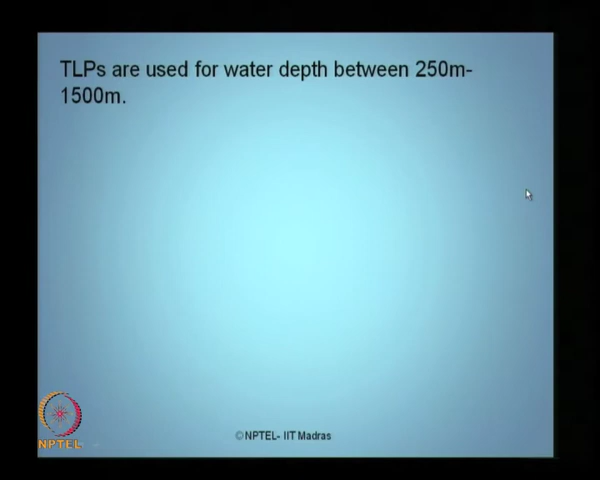 TLPs are used for water depth between 250m-
1500m.
NPTEL
©NPTEL- IIT Madras